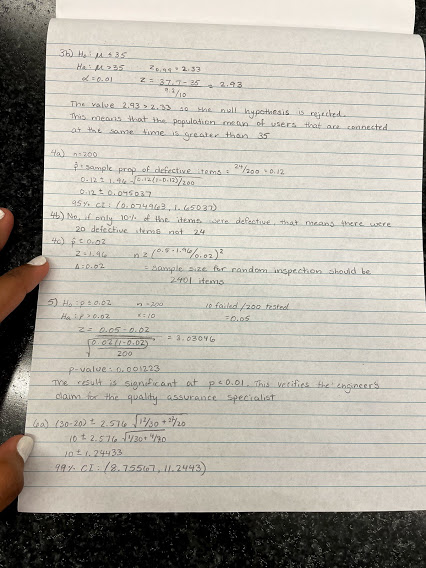 3b) H₀: μ ≤ 35
Ha: μ > 35 z₀.₉₉ = 2.33
α = 0.01 z = 37.7 - 35 / 9.2/10 = 2.93
The value 2.93 > 2.33 so the null hypothesis is rejected.
This means that the population mean of users that are connected
at the same time is greater than 35
4a) n=200
p̂ = sample prop of defective items = 24/200 = 0.12
0.12 ± 1.96 √(0.12(1-0.12)/200
0.12 ± 0.045037
95% CI: (0.074963, 1.65037)
4b) No, if only 10% of the items were defective, that means there were
20 defective items not 24
4c) p̂ ± 0.02
z = 1.96 n ≥ (0.5 · 1.96/0.02)²
Δ = 0.02 = sample size for random inspection should be
2401 items
5) H₀: p ≤ 0.02 n = 200 10 failed / 200 tested
Ha: p > 0.02 x = 10 = 0.05
z = 0.05 - 0.02 / √(0.02(1-0.02) / 200) = 3.03046
p-value: 0.001223
The result is significant at p < 0.01. This verifies the engineer's
claim for the quality assurance specialist
6a) (30-20) ± 2.576 √1²/30 + 2²/20
10 ± 2.576 √1/30 + 4/20
10 ± 1.24433
99% CI: (8.75567, 11.2443)